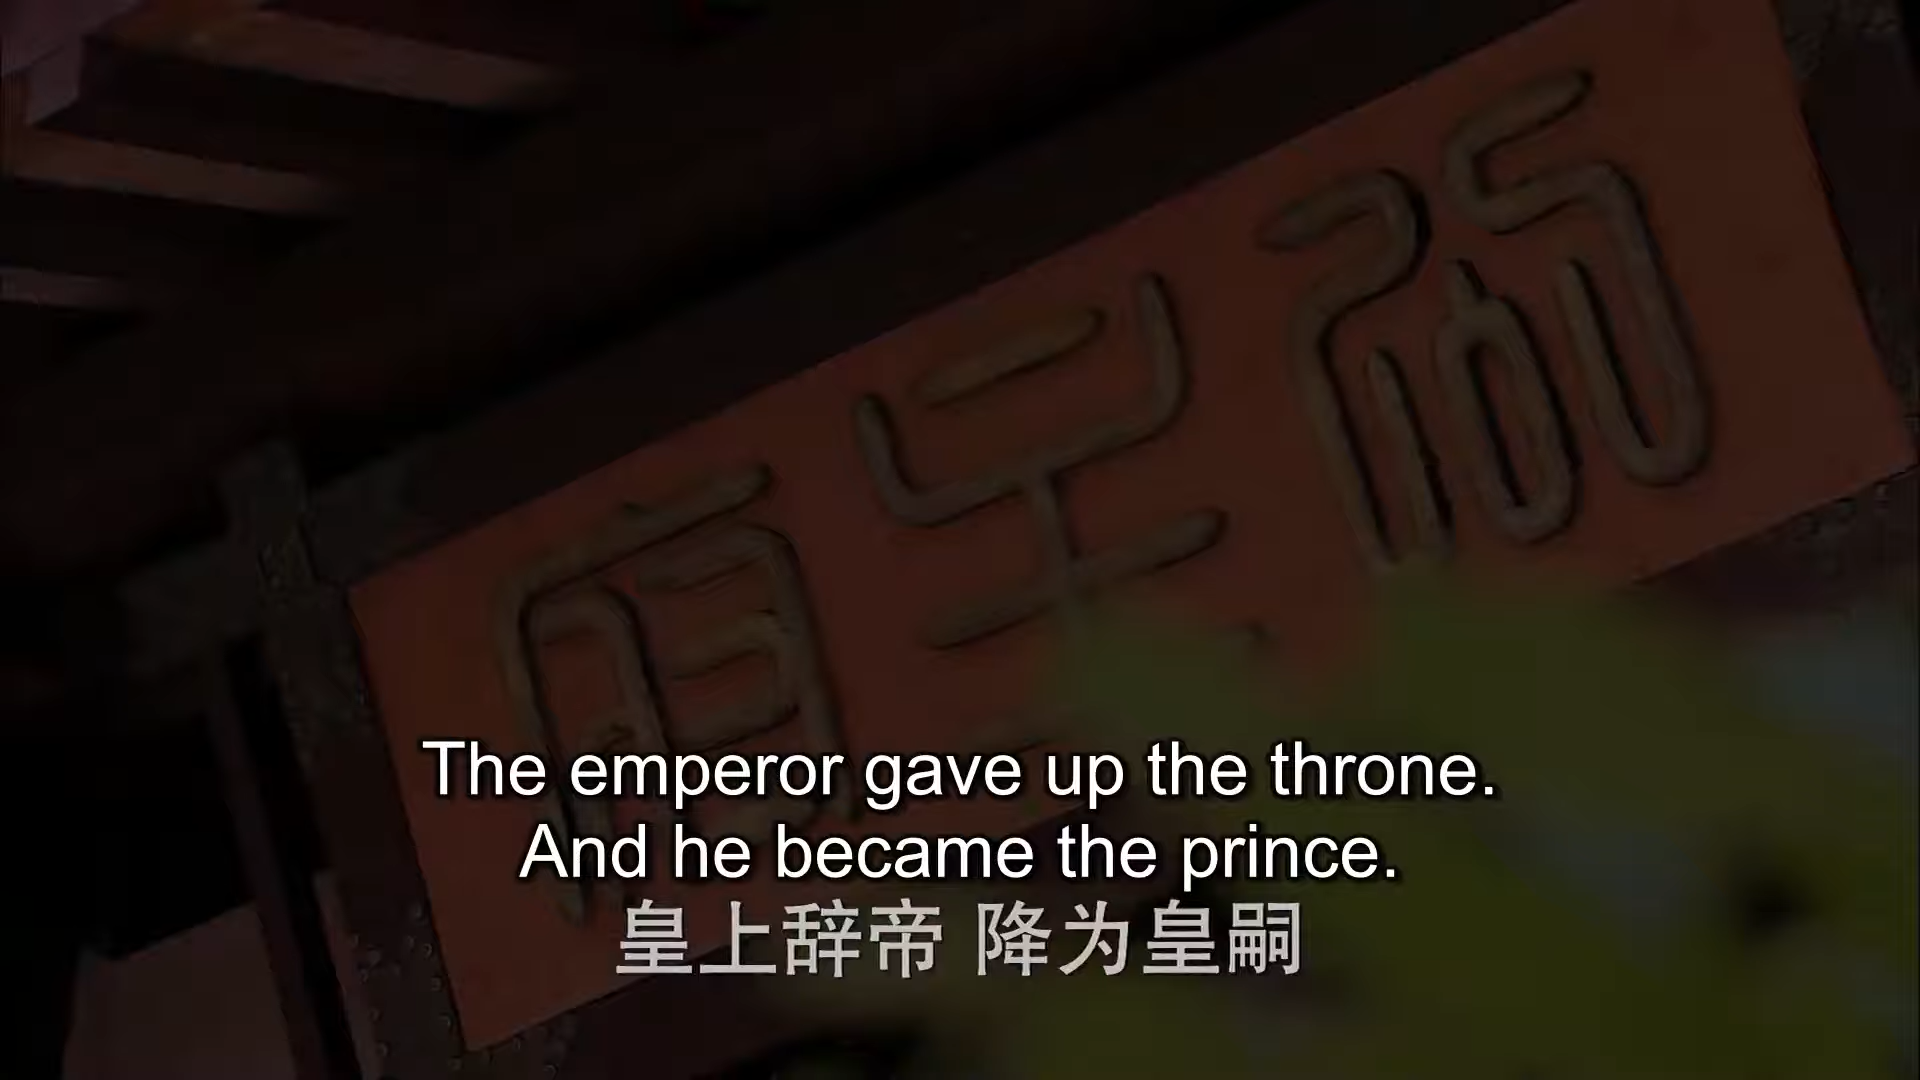 The emperor gave up the throne.
And he became the prince.
皇上辞帝 降为皇嗣